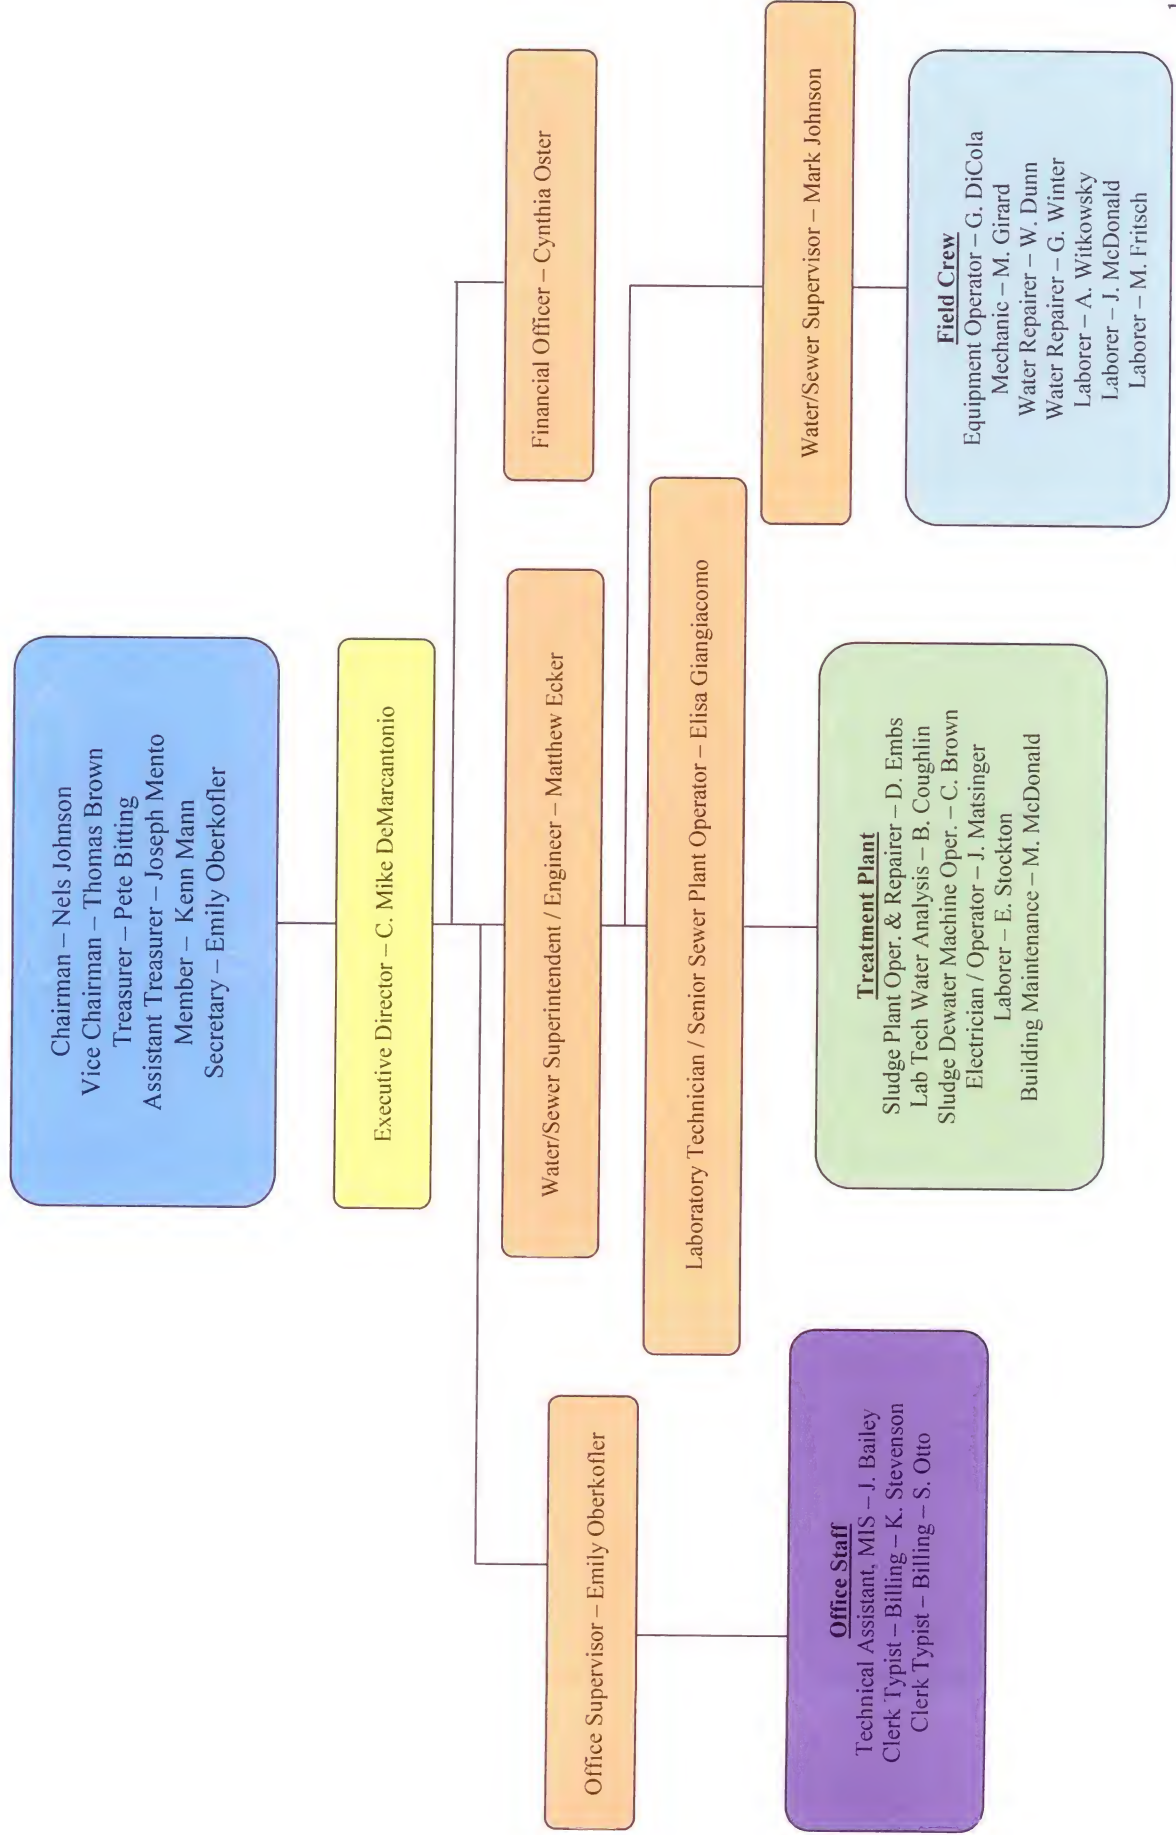 Chairman – Nels Johnson
Vice Chairman – Thomas Brown
Treasurer – Pete Bitting
Assistant Treasurer – Joseph Mento
Member – Kenn Mann
Secretary – Emily Oberkofler
Executive Director – C. Mike DeMarcantonio
Office Supervisor – Emily Oberkofler
Water/Sewer Superintendent / Engineer – Matthew Ecker
Financial Officer – Cynthia Oster
Laboratory Technician / Senior Sewer Plant Operator – Elisa Giangiacomo
Water/Sewer Supervisor – Mark Johnson
Office Staff
Technical Assistant, MIS – J. Bailey
Clerk Typist – Billing – K. Stevenson
Clerk Typist – Billing – S. Otto
Treatment Plant
Sludge Plant Oper. & Repairer – D. Embs
Lab Tech Water Analysis – B. Coughlin
Sludge Dewater Machine Oper. – C. Brown
Electrician / Operator – J. Matsinger
Laborer – E. Stockton
Building Maintenance – M. McDonald
Field Crew
Equipment Operator – G. DiCola
Mechanic – M. Girard
Water Repairer – W. Dunn
Water Repairer – G. Winter
Laborer – A. Witkowsky
Laborer – J. McDonald
Laborer – M. Fritsch